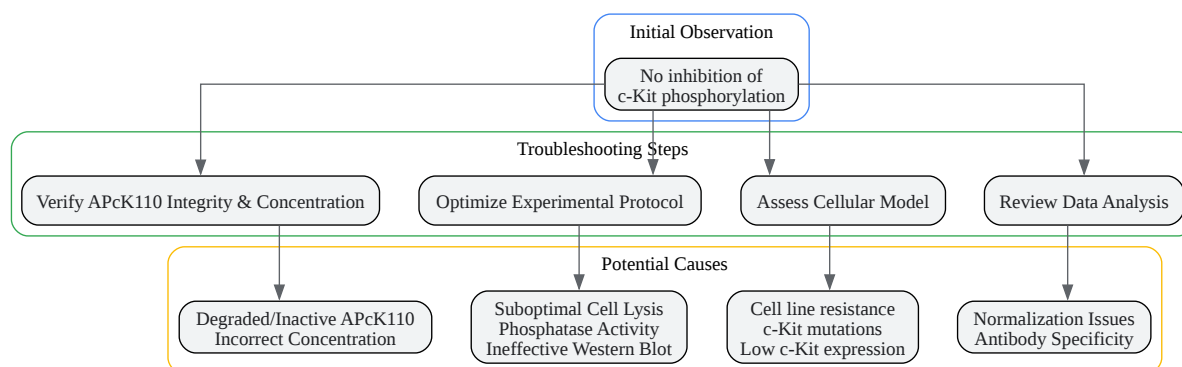 Initial Observation
No inhibition of
c-Kit phosphorylation
Troubleshooting Steps
Verify APcK110 Integrity & Concentration
Optimize Experimental Protocol
Assess Cellular Model
Review Data Analysis
Potential Causes
Degraded/Inactive APcK110
Incorrect Concentration
Suboptimal Cell Lysis
Phosphatase Activity
Ineffective Western Blot
Cell line resistance
c-Kit mutations
Low c-Kit expression
Normalization Issues
Antibody Specificity